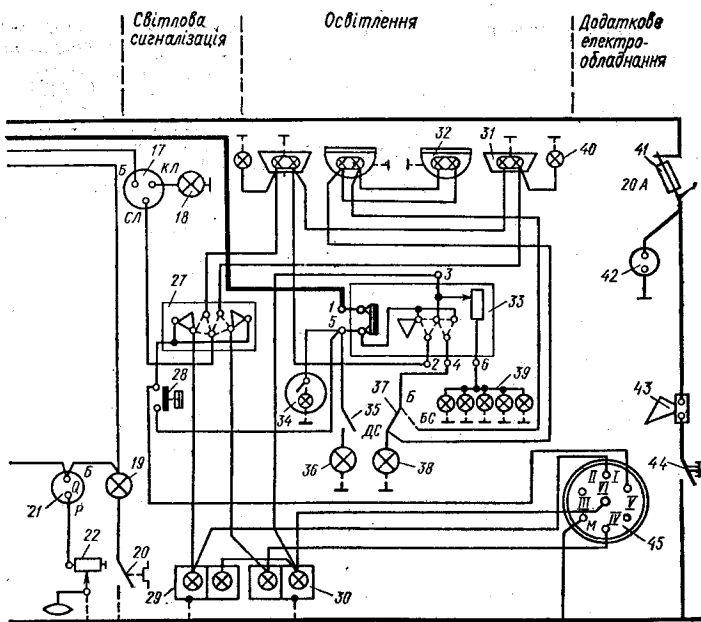 Світлова
сигналізація
Освітлення
Додаткове
електро-
обладнання
17
Б
КЛ
18
СЛ
32
31
40
41
20 А
42
27
1
5
3
33
2
4
6
28
34
35
37
Б
БС
39
ДС
36
38
43
44
19
Б
Q
21
Р
22
20
29
30
II
I
III
VI
V
М
IV
45